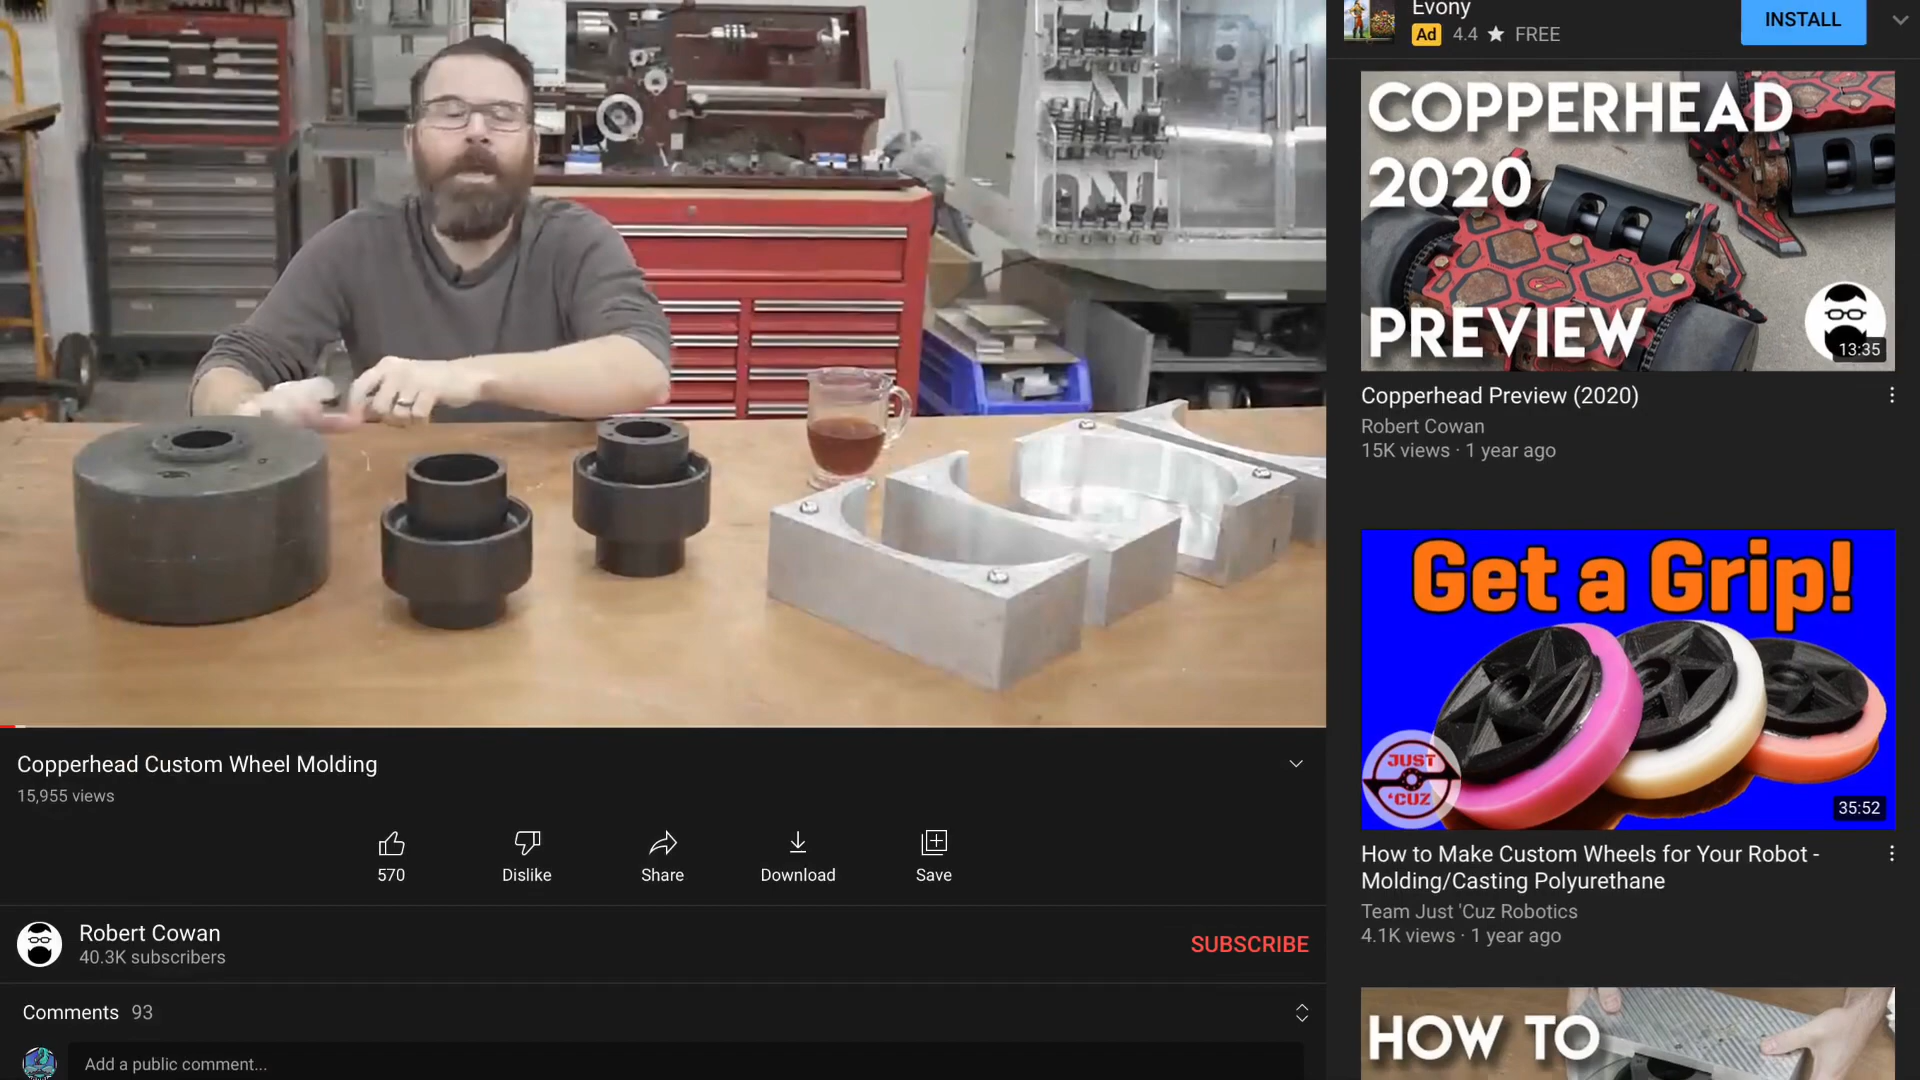 Evony
Ad 4.4 ★ FREE
INSTALL
COPPERHEAD
2020
PREVIEW
13:35
Copperhead Preview (2020)
Robert Cowan
15K views · 1 year ago
Get a Grip!
JUST
'CUZ
35:52
How to Make Custom Wheels for Your Robot -
Molding/Casting Polyurethane
Team Just 'Cuz Robotics
4.1K views · 1 year ago
HOW TO
Copperhead Custom Wheel Molding
15,955 views
570
Dislike
Share
Download
Save
Robert Cowan
40.3K subscribers
SUBSCRIBE
Comments 93
Add a public comment...